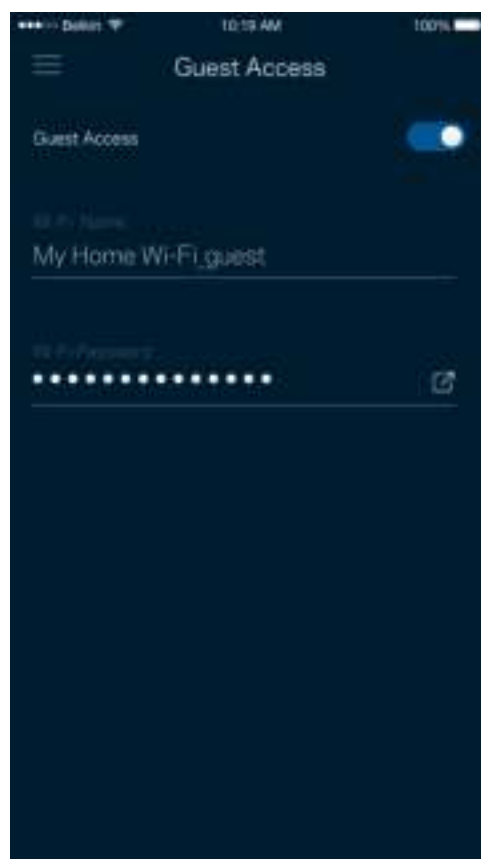 Belkin 10:19 AM 100%
Guest Access
Guest Access
Wi-Fi Name
My Home Wi-Fi_guest
Wi-Fi Password
••••••••••••••